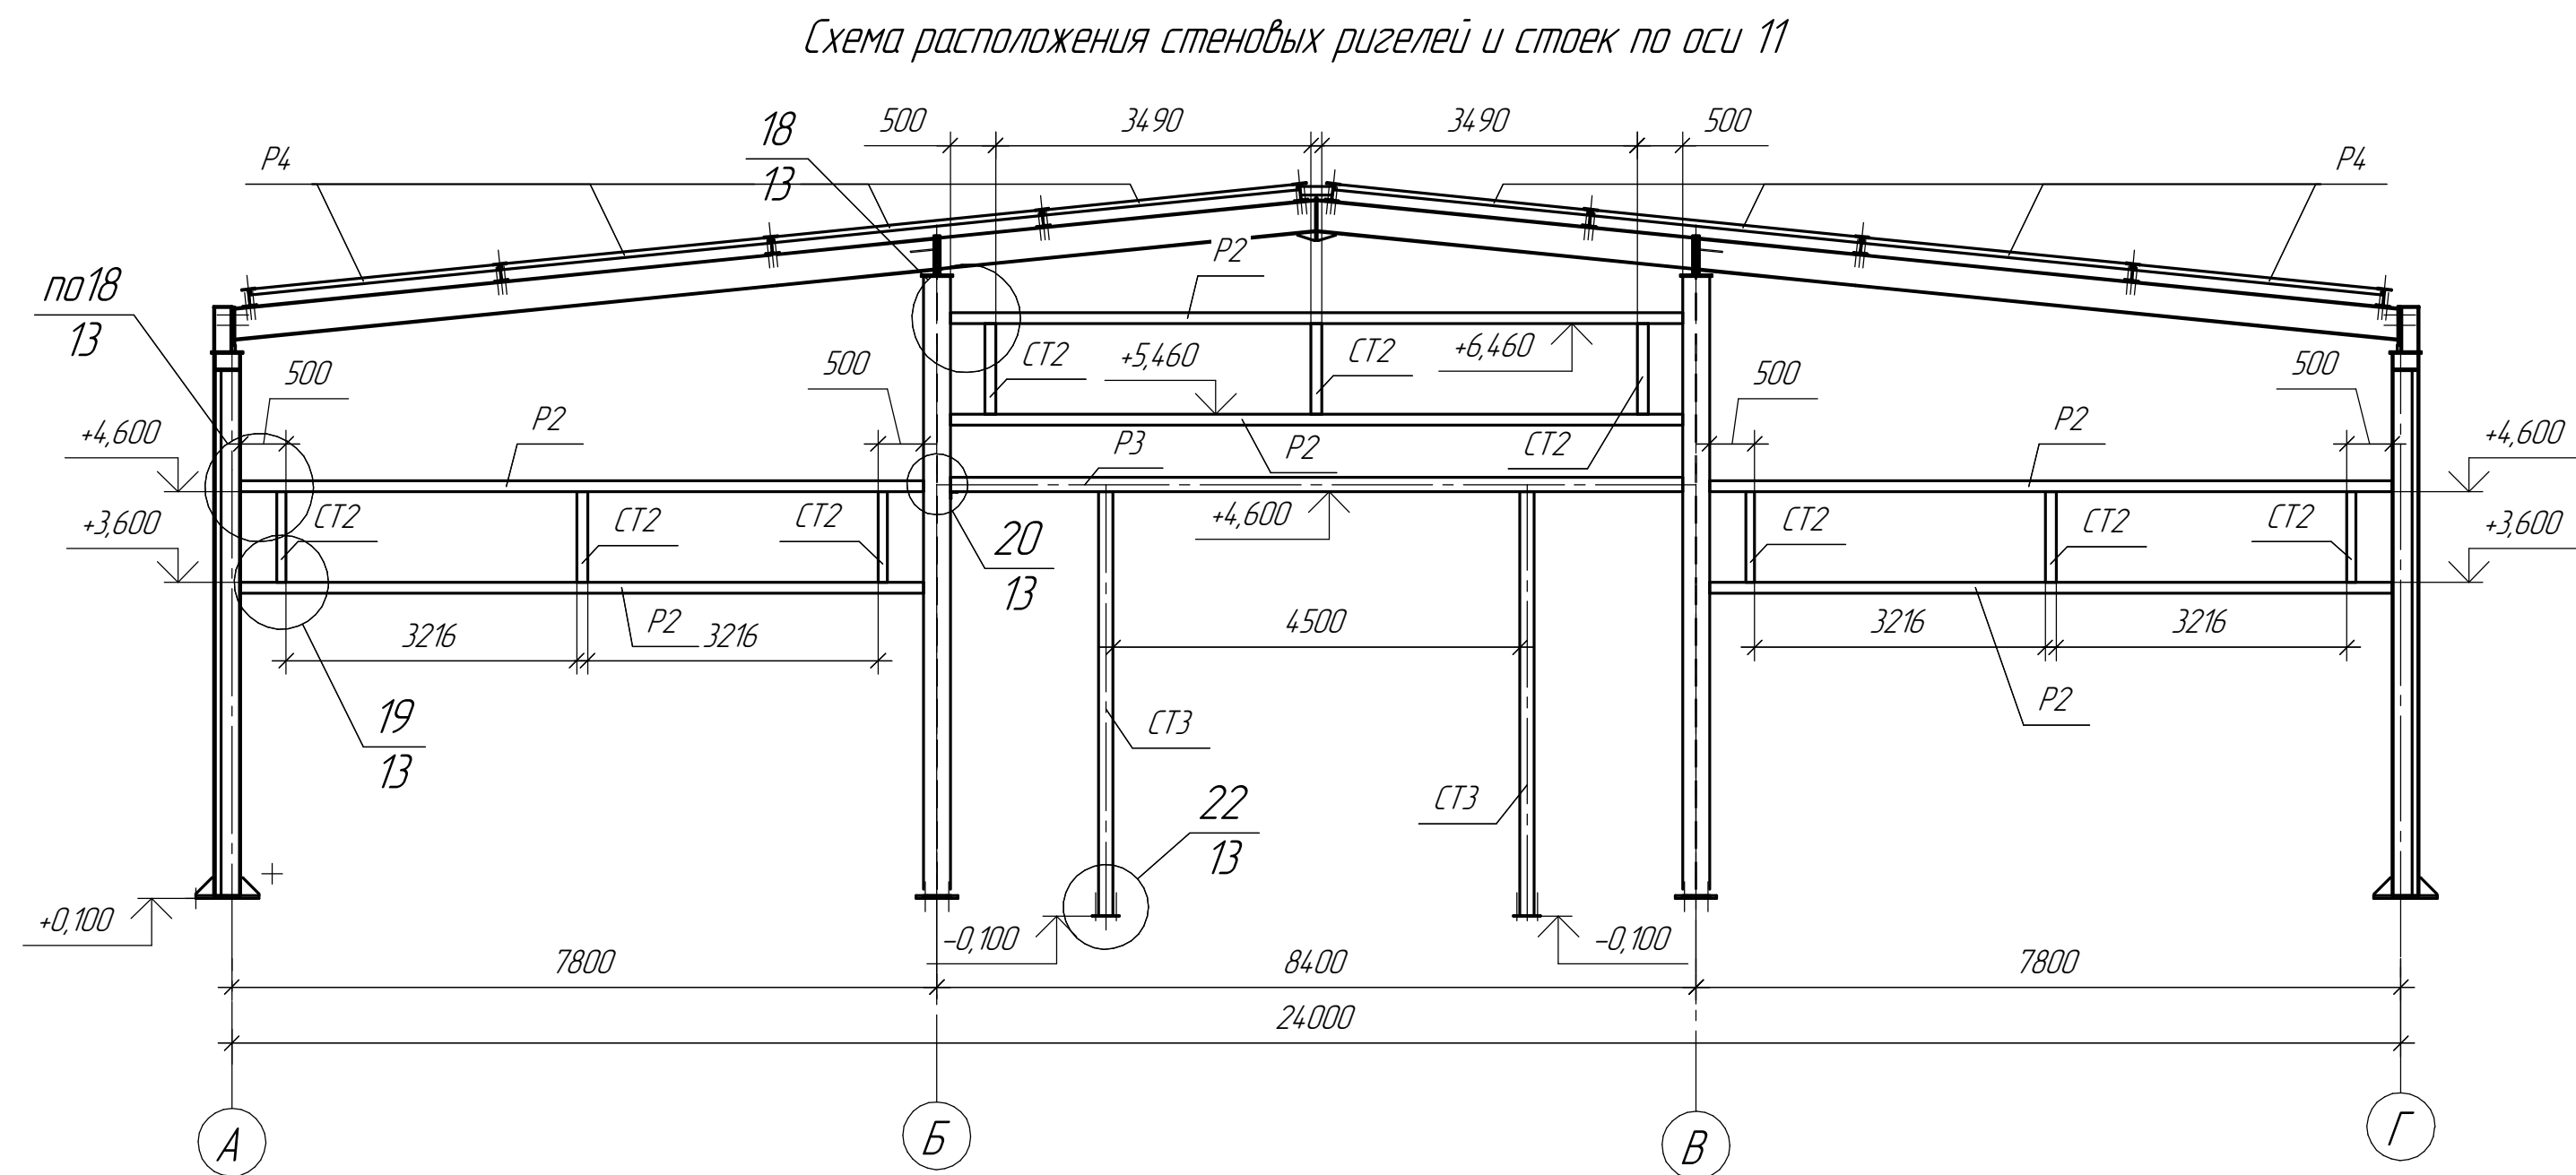 Схема расположения стеновых ригелей и стоек по оси 11
500 3490 3490 500
18
13
Р4 Р4
Р2
по18
13
500 500 СТ2 +5,460 СТ2 +6,460 500 500
+4,600 Р2 Р3 Р2 СТ2 Р2 +4,600
+3,600 СТ2 СТ2 СТ2 +4,600 СТ2 СТ2 СТ2 +3,600
20
13
3216 Р2 3216 4500 3216 3216
Р2
19
13
СТ3
СТ3
22
13
+0,100 -0,100 -0,100
7800 8400 7800
24000
А Б В Г